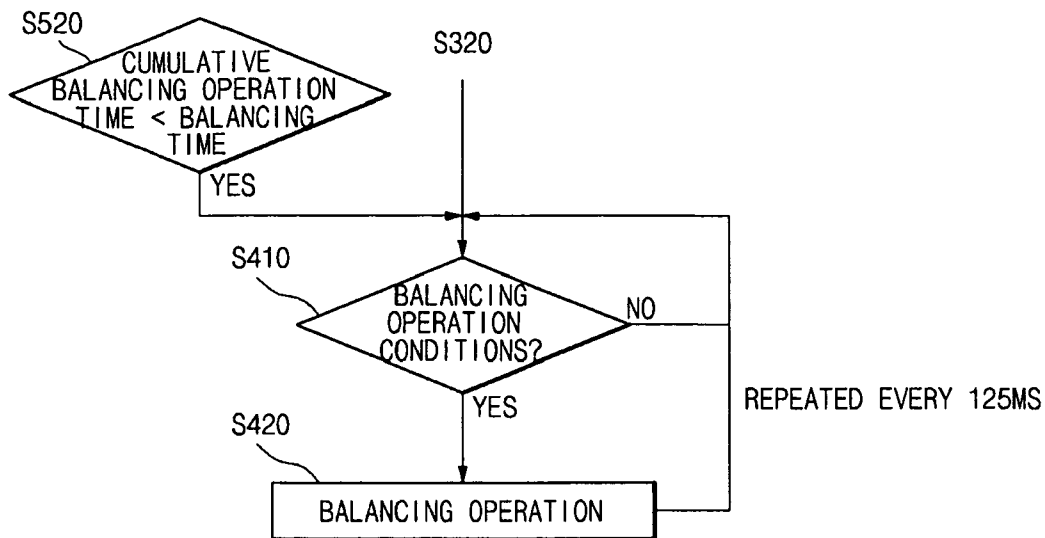 S520
CUMULATIVE
BALANCING OPERATION
TIME < BALANCING
TIME
YES
S320
S410
BALANCING
OPERATION
CONDITIONS?
NO
YES
REPEATED EVERY 125MS
S420
BALANCING OPERATION